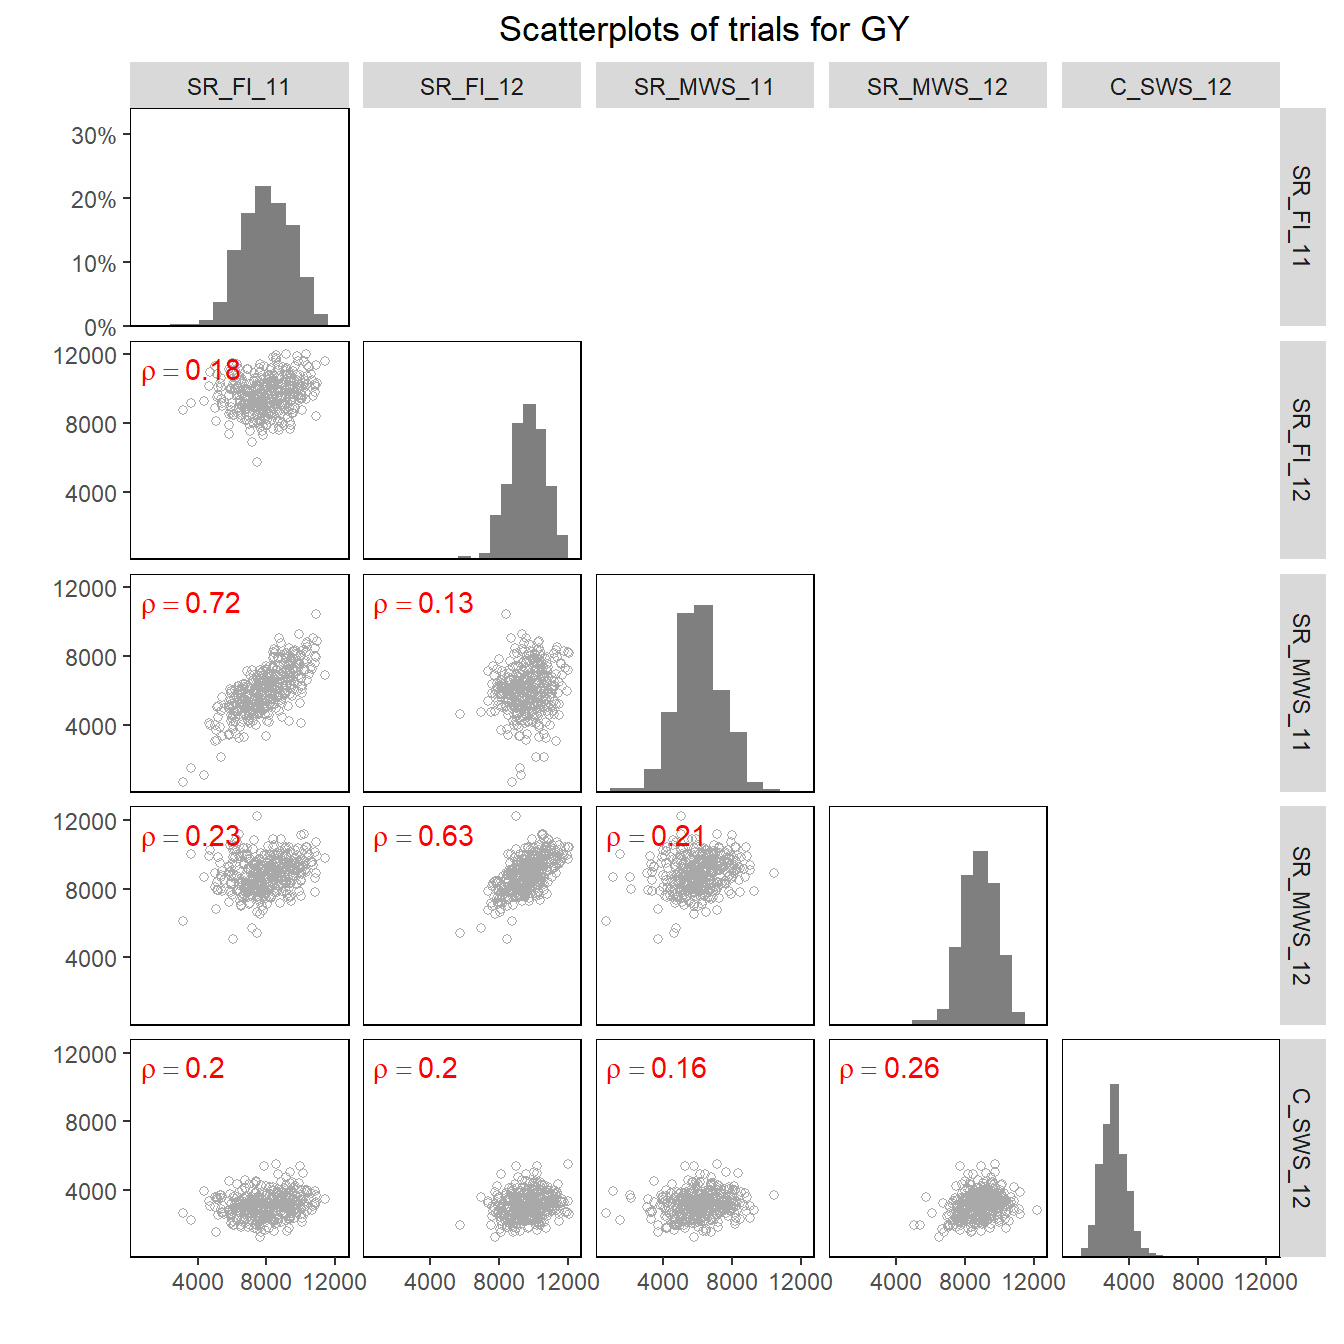 Scatterplots of trials for GY
SR_FI_11 SR_FI_12 SR_MWS_11 SR_MWS_12 C_SWS_12
30%
20%
10%
0%
SR_FI_11
12000
8000
4000
ρ = 0.18
SR_FI_12
12000
8000
4000
ρ = 0.72 ρ = 0.13
SR_MWS_11
12000
8000
4000
ρ = 0.23 ρ = 0.63 ρ = 0.21
SR_MWS_12
12000
8000
4000
ρ = 0.2 ρ = 0.2 ρ = 0.16 ρ = 0.26
C_SWS_12
4000 8000 12000 4000 8000 12000 4000 8000 12000 4000 8000 12000 4000 8000 12000